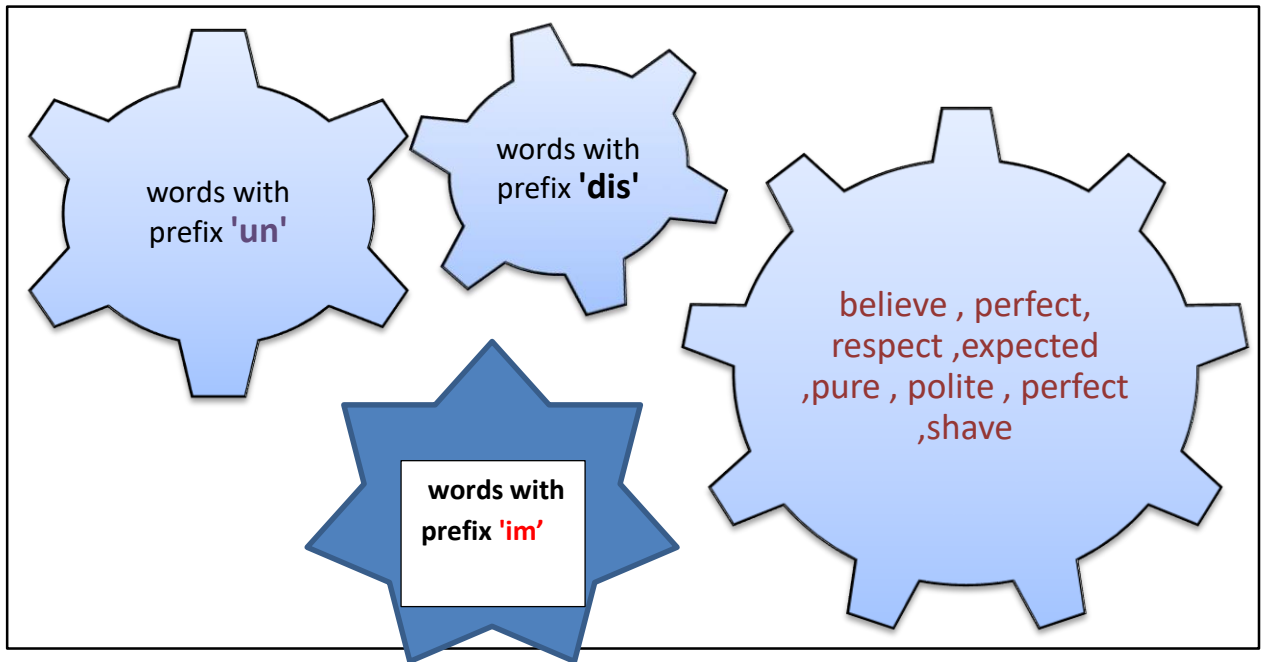 words with
prefix 'un'
words with
prefix 'dis'
believe , perfect,
respect ,expected
,pure , polite , perfect
,shave
words with
prefix 'im’